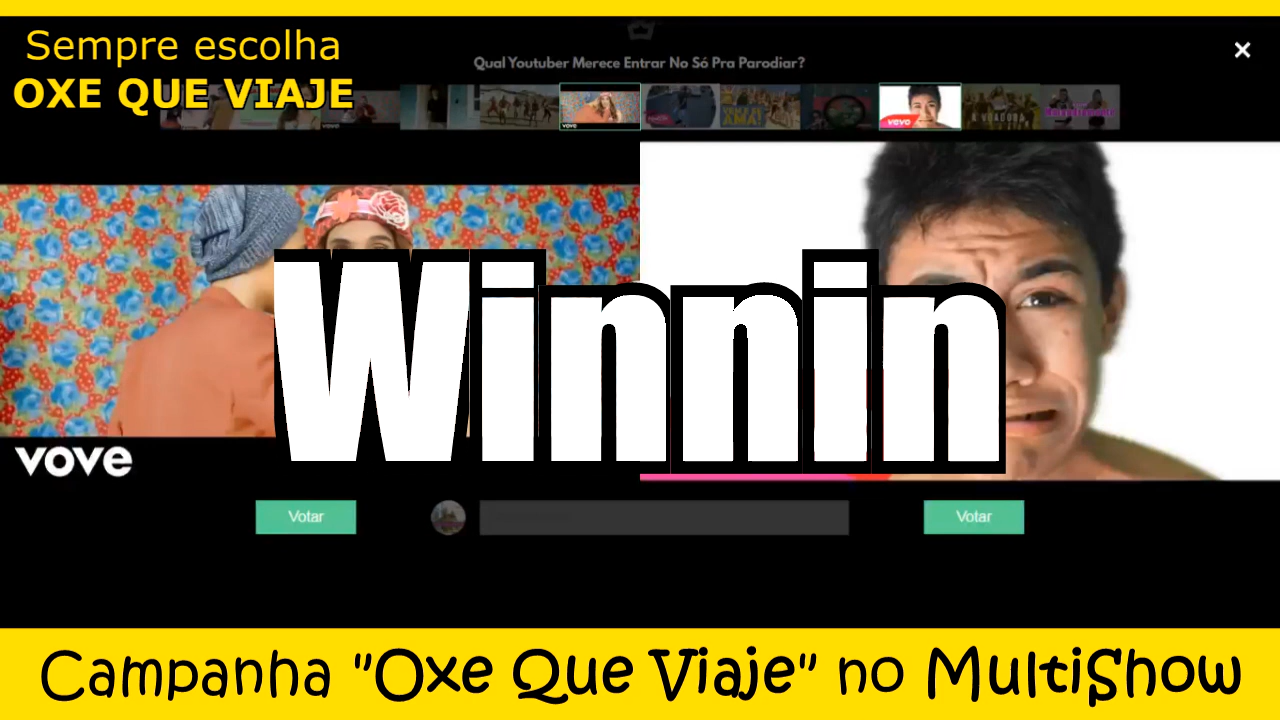 Sempre escolha
OXE QUE VIAJE
Qual Youtuber Merece Entrar No Só Pra Parodiar?
vevo
Winnin
vove
Votar
Votar
Campanha "Oxe Que Viaje" no MultiShow